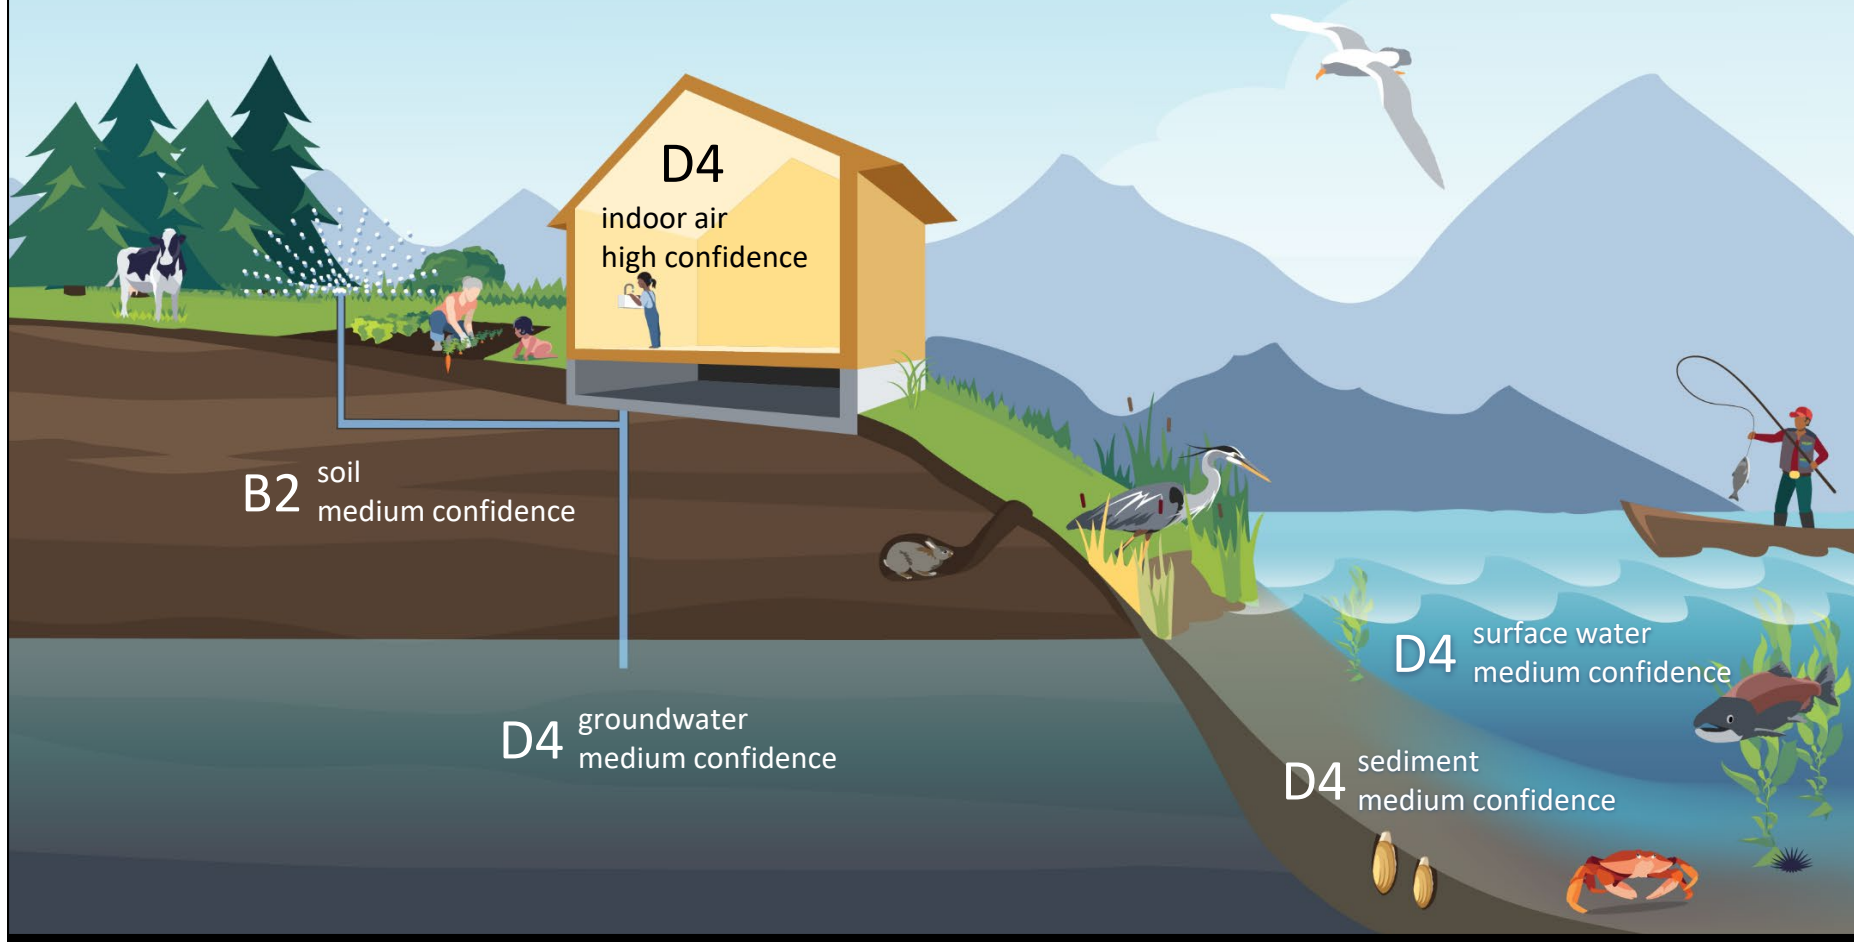 D4
indoor air
high confidence
B2
soil
medium confidence
D4
surface water
medium confidence
D4
groundwater
medium confidence
D4
sediment
medium confidence